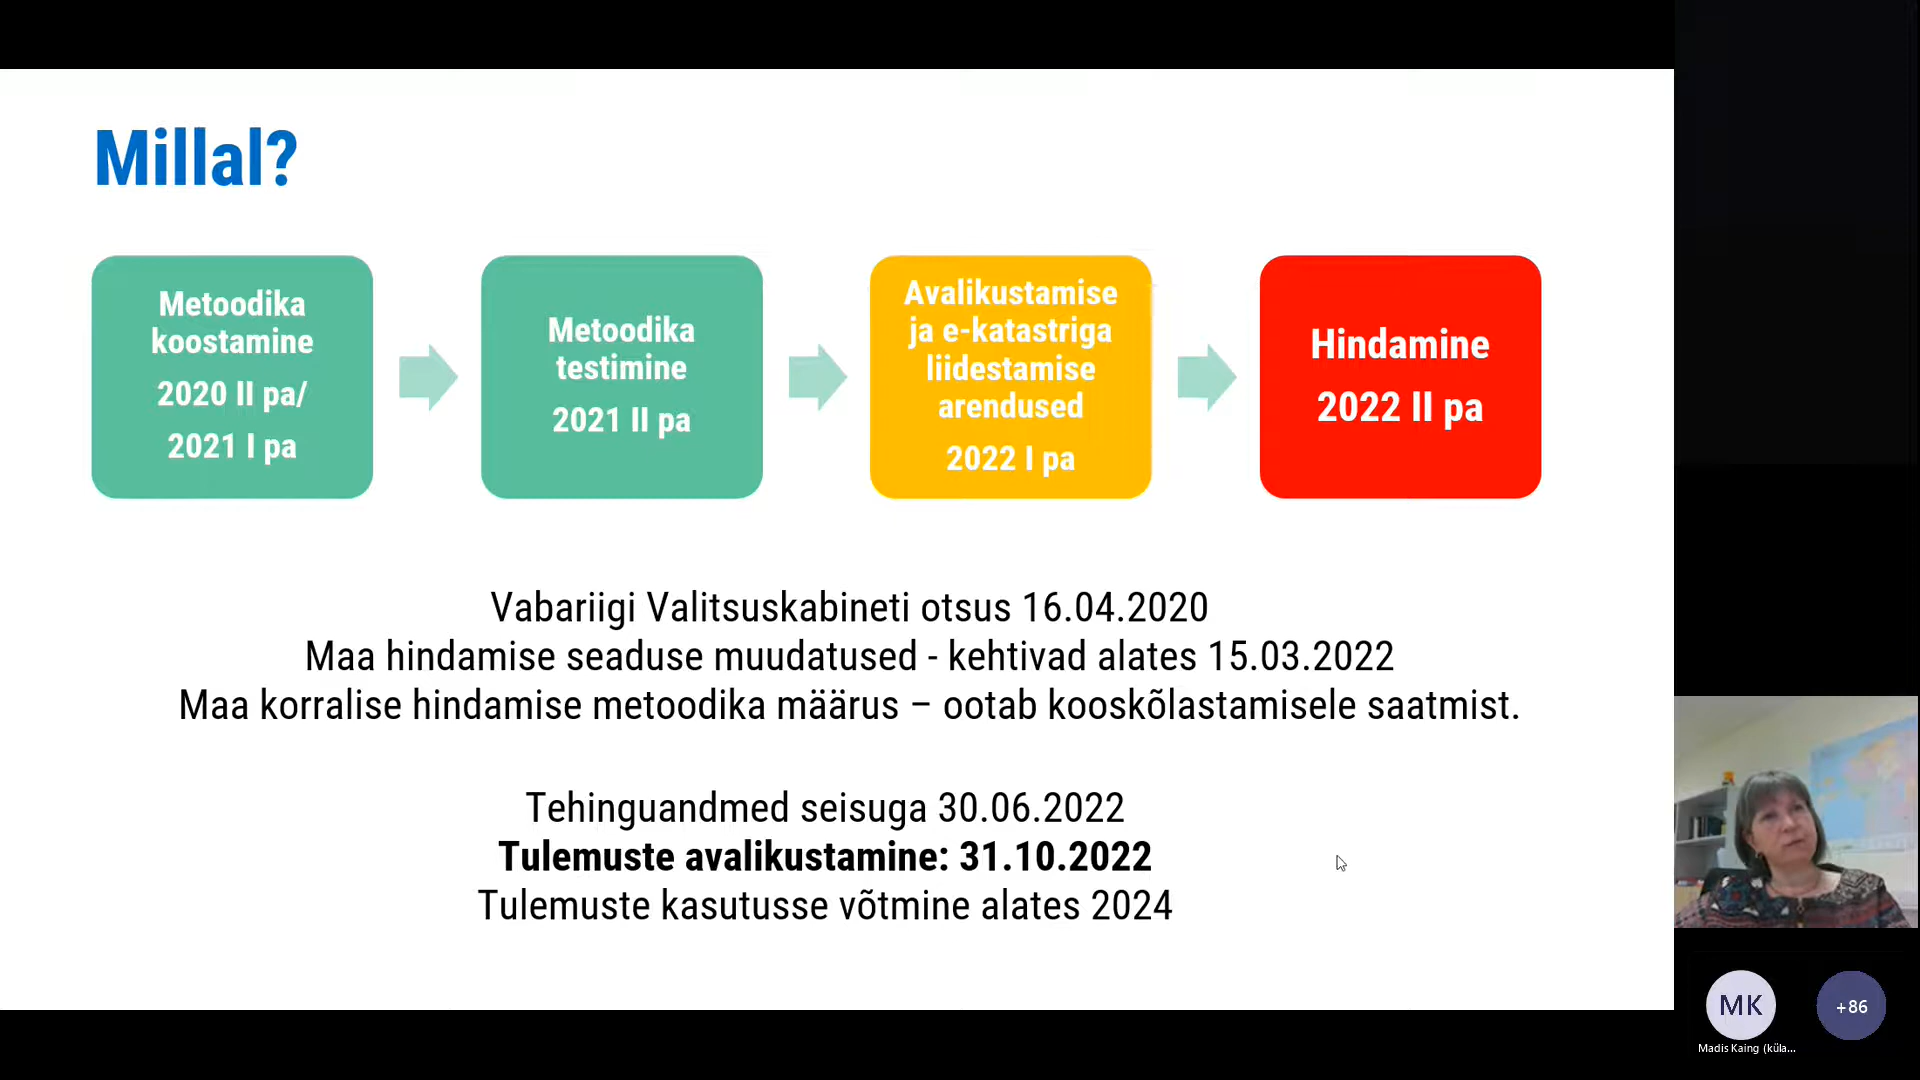 Millal?
Metoodika
koostamine
2020 II pa/
2021 I pa
Metoodika
testimine
2021 II pa
Avalikustamise
ja e-katastriga
liidestamise
arendused
2022 I pa
Hindamine
2022 II pa
Vabariigi Valitsuskabineti otsus 16.04.2020
Maa hindamise seaduse muudatused - kehtivad alates 15.03.2022
Maa korralise hindamise metoodika määrus – ootab kooskõlastamisele saatmist.
Tehinguandmed seisuga 30.06.2022
Tulemuste avalikustamine: 31.10.2022
Tulemuste kasutusse võtmine alates 2024
MK
+86
Madis Kaing (küla...